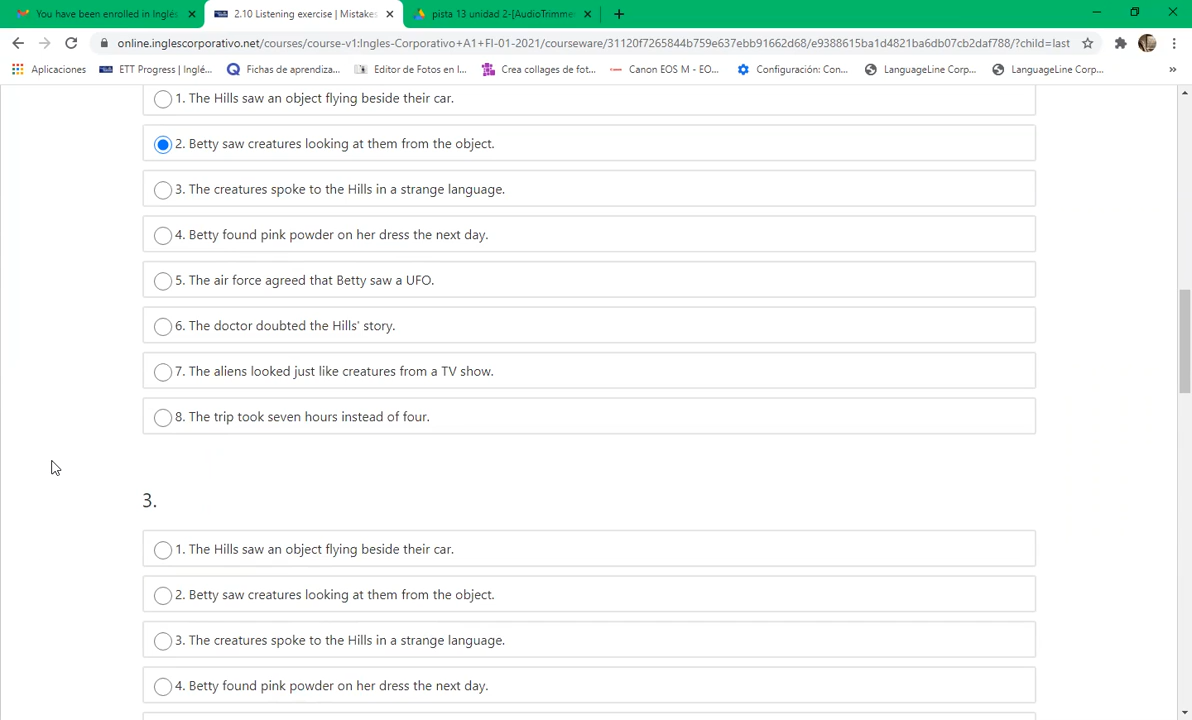 You have been enrolled in Inglés
2.10 Listening exercise | Mistakes
pista 13 unidad 2-[AudioTrimme
online.inglescorporativo.net/courses/course-v1:Ingles-Corporativo+A1+FI-01-2021/courseware/31120f7265844b759e637ebb91662d68/e9388615ba1d4821ba6db07cb2daf788/?child=last
Aplicaciones
ETT Progress | Inglé...
Fichas de aprendiza...
Editor de Fotos en l...
Crea collages de fot...
Canon EOS M - EO...
Configuración: Con...
LanguageLine Corp...
LanguageLine Corp...
»
1. The Hills saw an object flying beside their car.
2. Betty saw creatures looking at them from the object.
3. The creatures spoke to the Hills in a strange language.
4. Betty found pink powder on her dress the next day.
5. The air force agreed that Betty saw a UFO.
6. The doctor doubted the Hills' story.
7. The aliens looked just like creatures from a TV show.
8. The trip took seven hours instead of four.
3.
1. The Hills saw an object flying beside their car.
2. Betty saw creatures looking at them from the object.
3. The creatures spoke to the Hills in a strange language.
4. Betty found pink powder on her dress the next day.